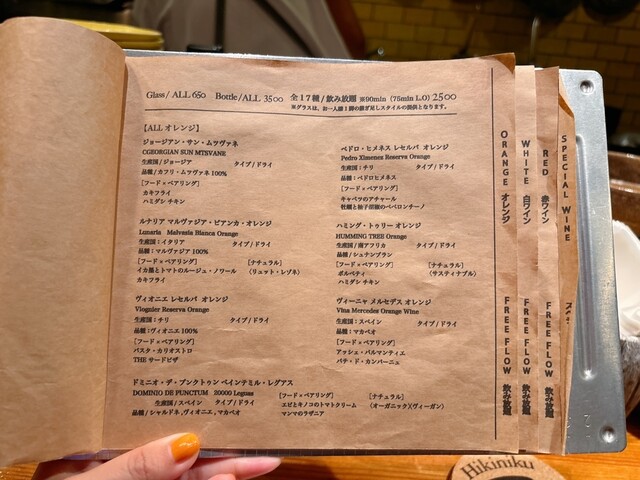 Glass/ ALL 650 Bottle/ALL 3500 全17種/飲み放題 ※90min (75min L.O) 2500
※グラスは、お一人様1脚の継ぎ足しスタイルの提供となります。
【ALL オレンジ】
ジョージアン・サン・ムツヴァネ
CGEORGIAN SUN MTSVANE
生産国/ジョージア タイプ/ドライ
品種/カフリ・ムツヴァネ 100%
[フード×ペアリング]
カキフライ
ハミダシ チキン
ルナリア マルヴァジア・ビアンカ・オレンジ
Lunaria Malvasia Bianca Orange
生産国/イタリア タイプ/ドライ
品種/マルヴァジア 100%
[フード×ペアリング] [ナチュラル]
イカ墨とトマトのルージュ・ノワール (リュット・レゾネ)
カキフライ
ヴィオニエ レセルバ オレンジ
Viognier Reserva Orange
生産国:チリ タイプ/ドライ
品種:ヴィオニエ 100%
[フード×ペアリング]
パスタ・カリオストロ
THE サードピザ
ペドロ・ヒメネス レセルバ オレンジ
Pedro Ximenez Reserva Orange
生産国:チリ タイプ/ドライ
品種:ペドロヒメネス
[フード×ペアリング]
キャベツのアチャール
牡蠣と柚子胡椒のペペロンチーノ
ハミング・トゥリー オレンジ
HUMMING TREE Orange
生産国/南アフリカ タイプ/ドライ
品種/シュナンブラン
[フード×ペアリング] [ナチュラル]
ポルペティ (サスティナブル)
ハミダシ チキン
ヴィーニャ メルセデス オレンジ
Vina Mercedes Orange Wine
生産国:スペイン タイプ/ドライ
品種:マカベオ
[フード×ペアリング]
アッシェ・パルマンティエ
パテ・ド・カンパーニュ
ドミニオ・デ・プンクトゥン ベインテミル・レグアス
DOMINIO DE PUNCTUM 20000 Leguas
生産国/スペイン タイプ/ドライ
品種/シャルドネ、ヴィオニエ、マカベオ
[フード×ペアリング] [ナチュラル]
エビとキノコのトマトクリーム (オーガニック)(ヴィーガン)
マンマのラザニア
ORANGE オレンジ FREE FLOW 飲み放題
WHITE 白ワイン FREE FLOW 飲み放題
RED 赤ワイン FREE FLOW 飲み放題
SPECIAL WINE
Hikiniku